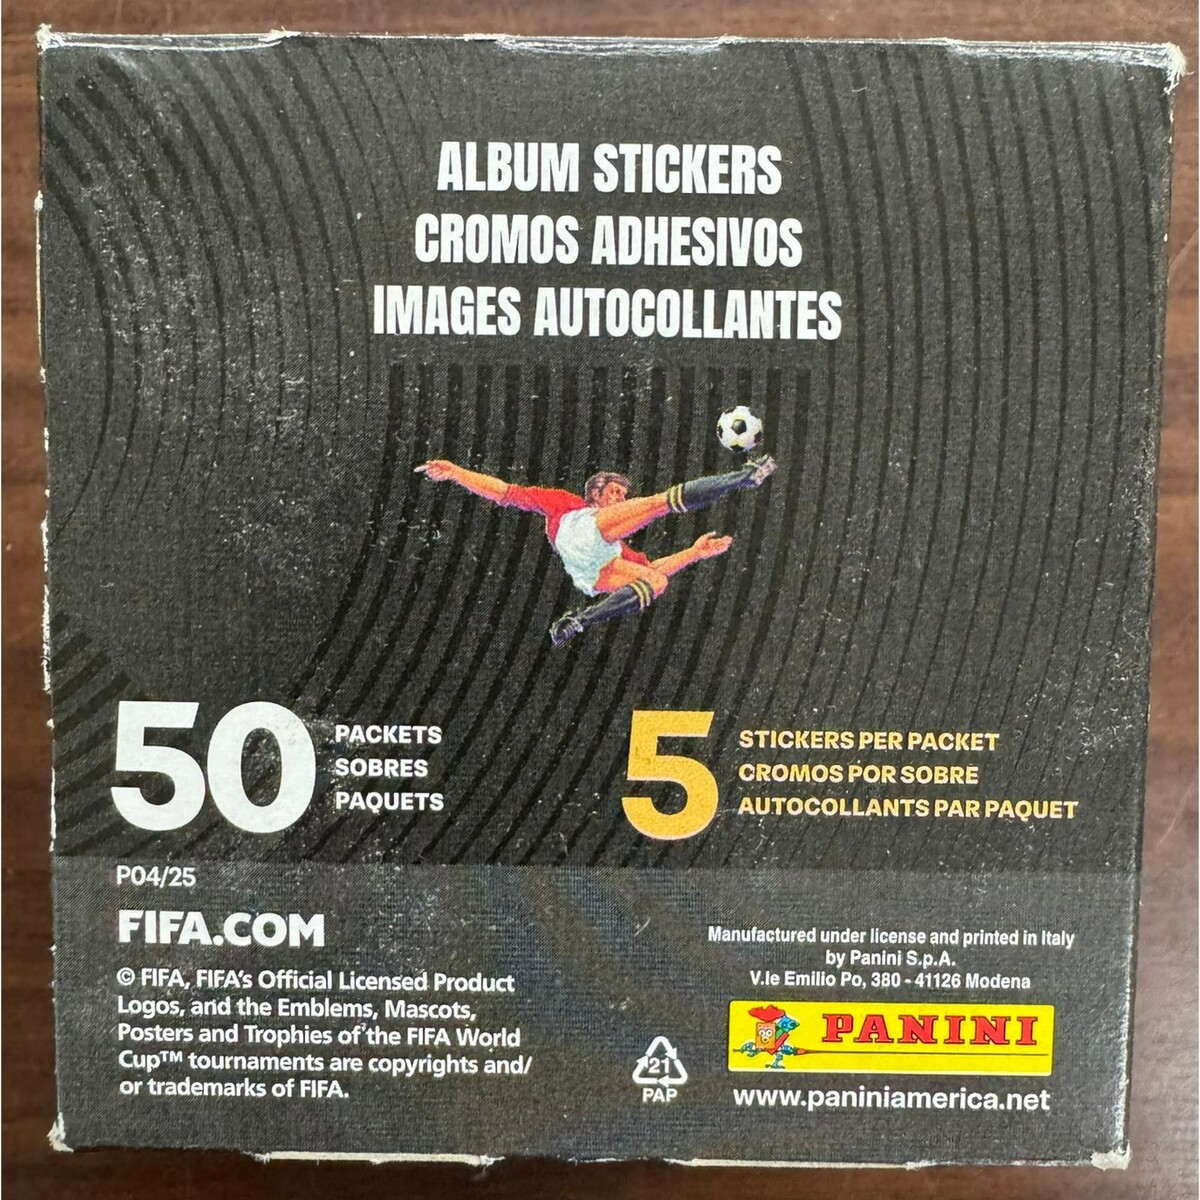 ALBUM STICKERS
CROMOS ADHESIVOS
IMAGES AUTOCOLLANTES
50
PACKETS
SOBRES
PAQUETS
5
STICKERS PER PACKET
CROMOS POR SOBRE
AUTOCOLLANTS PAR PAQUET
P04/25
FIFA.COM
© FIFA, FIFA's Official Licensed Product
Logos, and the Emblems, Mascots,
Posters and Trophies of the FIFA World
Cup™ tournaments are copyrights and/
or trademarks of FIFA.
21
PAP
Manufactured under license and printed in Italy
by Panini S.p.A.
V.le Emilio Po, 380 - 41126 Modena
PANINI
www.paniniamerica.net